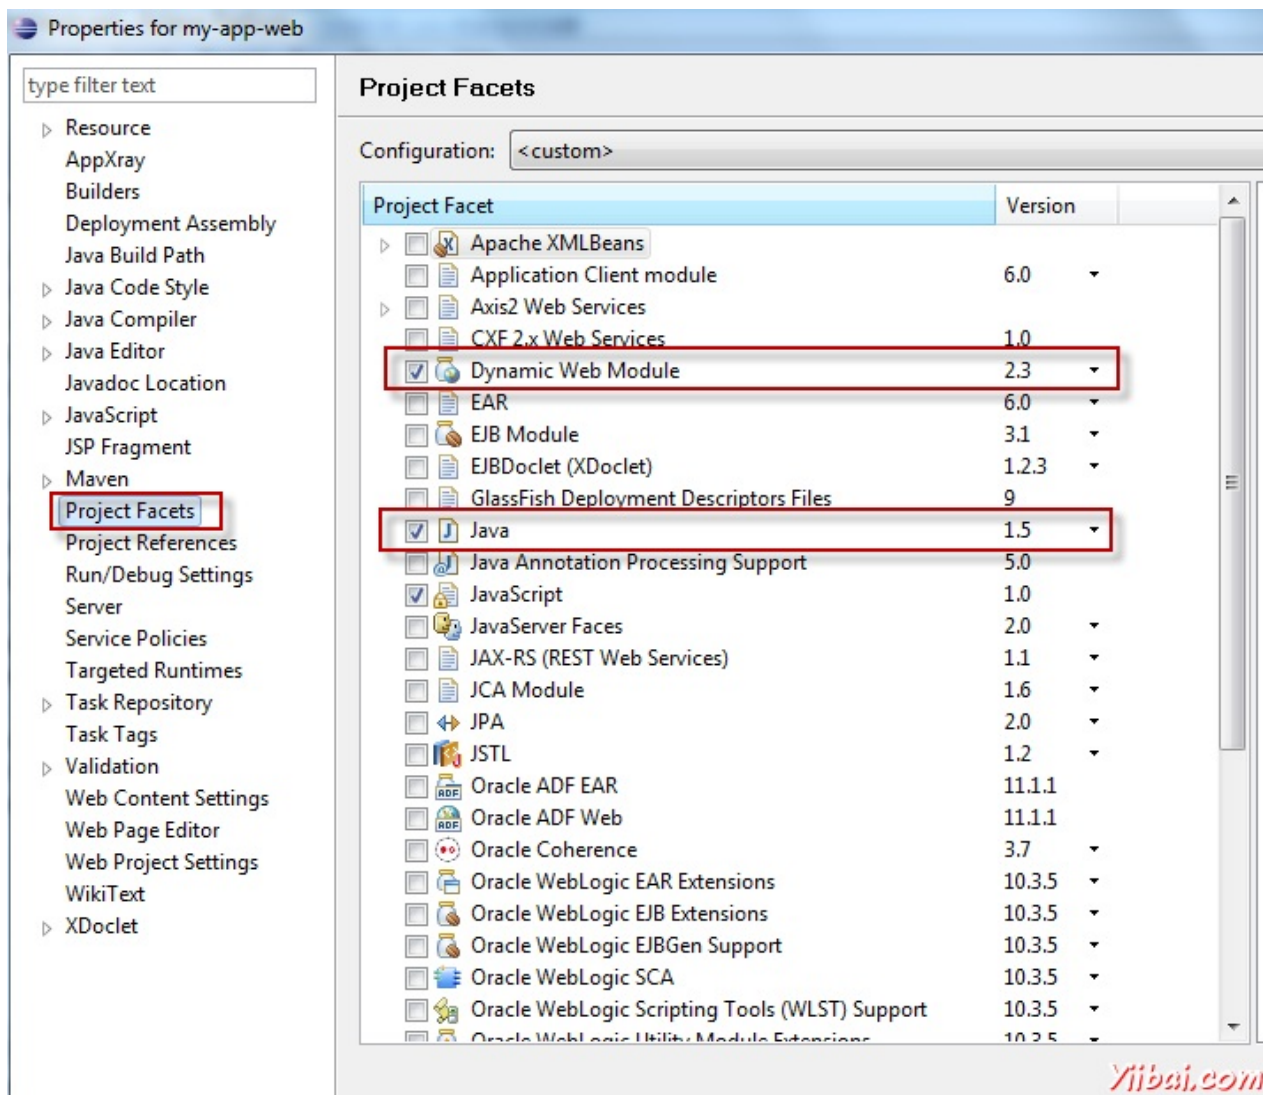 Properties for my-app-web
type filter text
Resource
AppXray
Builders
Deployment Assembly
Java Build Path
Java Code Style
Java Compiler
Java Editor
Javadoc Location
JavaScript
JSP Fragment
Maven
Project Facets
Project References
Run/Debug Settings
Server
Service Policies
Targeted Runtimes
Task Repository
Task Tags
Validation
Web Content Settings
Web Page Editor
Web Project Settings
WikiText
XDoclet
Project Facets
Configuration: <custom>
Project Facet Version
Apache XMLBeans
Application Client module 6.0
Axis2 Web Services
CXF 2.x Web Services 1.0
Dynamic Web Module 2.3
EAR 6.0
EJB Module 3.1
EJBDoclet (XDoclet) 1.2.3
GlassFish Deployment Descriptors Files 9
Java 1.5
Java Annotation Processing Support 5.0
JavaScript 1.0
JavaServer Faces 2.0
JAX-RS (REST Web Services) 1.1
JCA Module 1.6
JPA 2.0
JSTL 1.2
Oracle ADF EAR 11.1.1
Oracle ADF Web 11.1.1
Oracle Coherence 3.7
Oracle WebLogic EAR Extensions 10.3.5
Oracle WebLogic EJB Extensions 10.3.5
Oracle WebLogic EJBGen Support 10.3.5
Oracle WebLogic SCA 10.3.5
Oracle WebLogic Scripting Tools (WLST) Support 10.3.5
Oracle WebLogic Utility Module Extensions 10.3.5
Yiibai.com